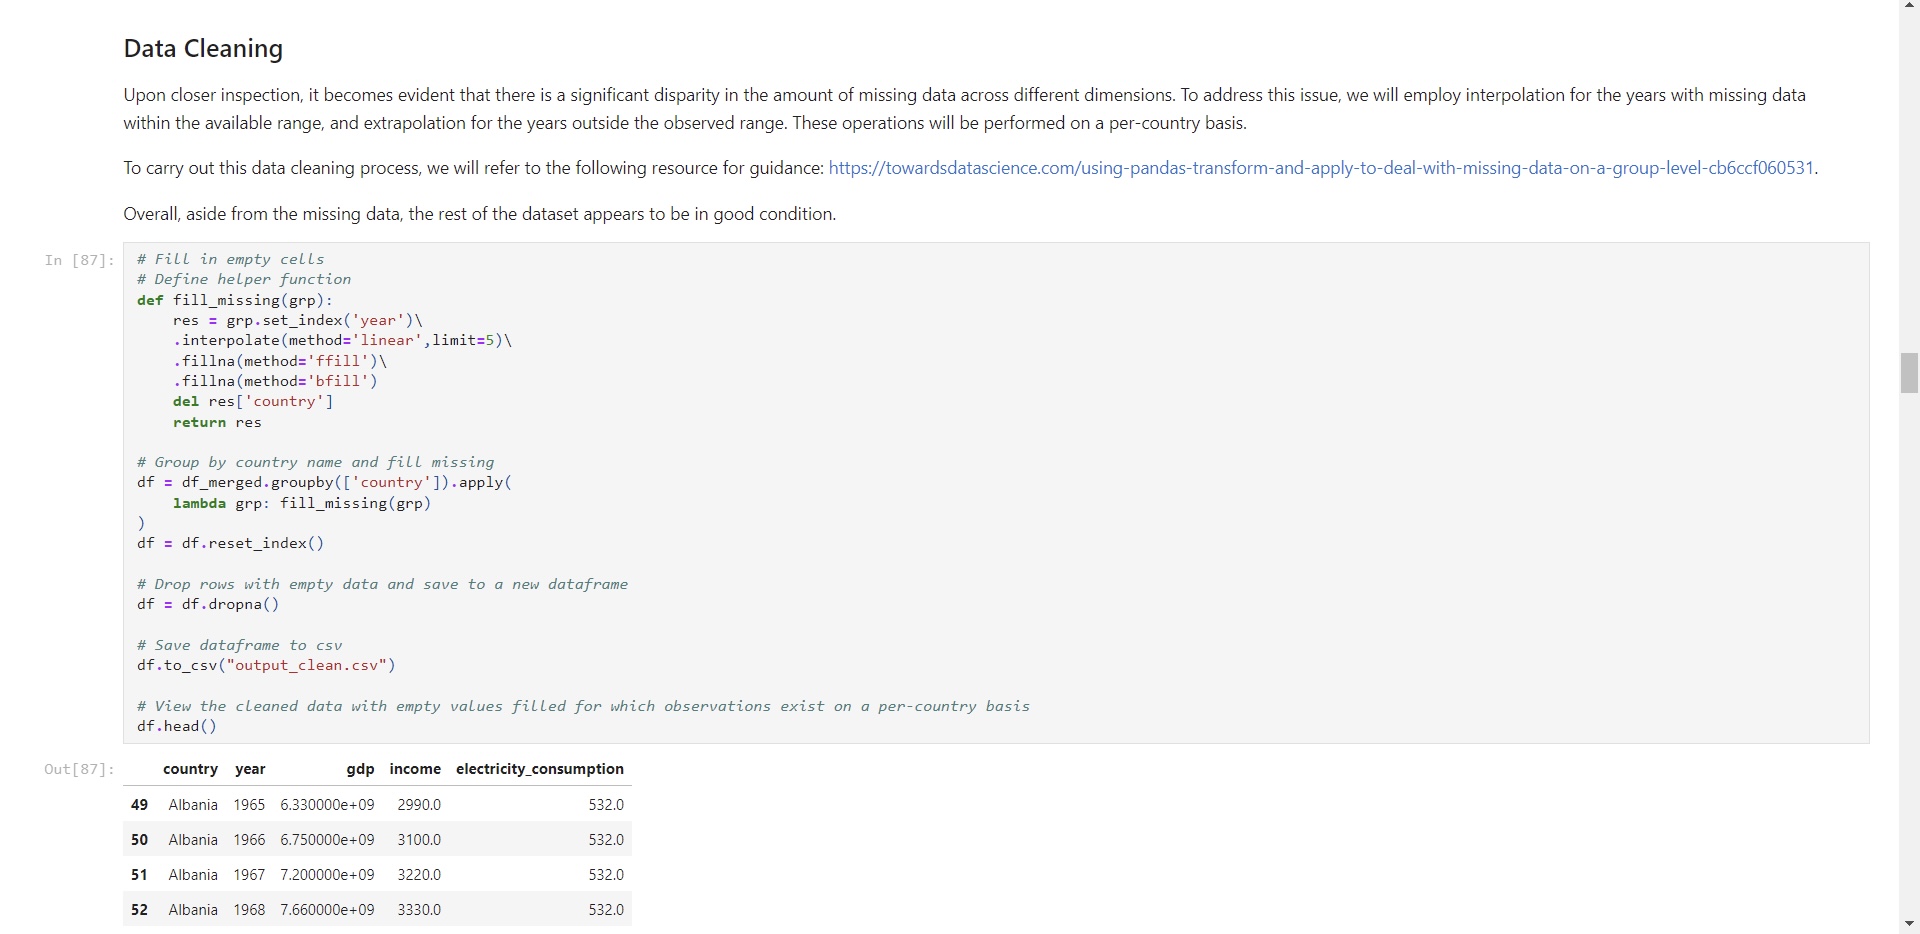 Data Cleaning
Upon closer inspection, it becomes evident that there is a significant disparity in the amount of missing data across different dimensions. To address this issue, we will employ interpolation for the years with missing data
within the available range, and extrapolation for the years outside the observed range. These operations will be performed on a per-country basis.
To carry out this data cleaning process, we will refer to the following resource for guidance: https://towardsdatascience.com/using-pandas-transform-and-apply-to-deal-with-missing-data-on-a-group-level-cb6ccf060531.
Overall, aside from the missing data, the rest of the dataset appears to be in good condition.
In [87]:
# Fill in empty cells
# Define helper function
def fill_missing(grp):
    res = grp.set_index('year')\
    .interpolate(method='linear',limit=5)\
    .fillna(method='ffill')\
    .fillna(method='bfill')
    del res['country']
    return res
# Group by country name and fill missing
df = df_merged.groupby(['country']).apply(
    lambda grp: fill_missing(grp)
)
df = df.reset_index()
# Drop rows with empty data and save to a new dataframe
df = df.dropna()
# Save dataframe to csv
df.to_csv("output_clean.csv")
# View the cleaned data with empty values filled for which observations exist on a per-country basis
df.head()
Out[87]:
country year gdp income electricity_consumption
49 Albania 1965 6.330000e+09 2990.0 532.0
50 Albania 1966 6.750000e+09 3100.0 532.0
51 Albania 1967 7.200000e+09 3220.0 532.0
52 Albania 1968 7.660000e+09 3330.0 532.0